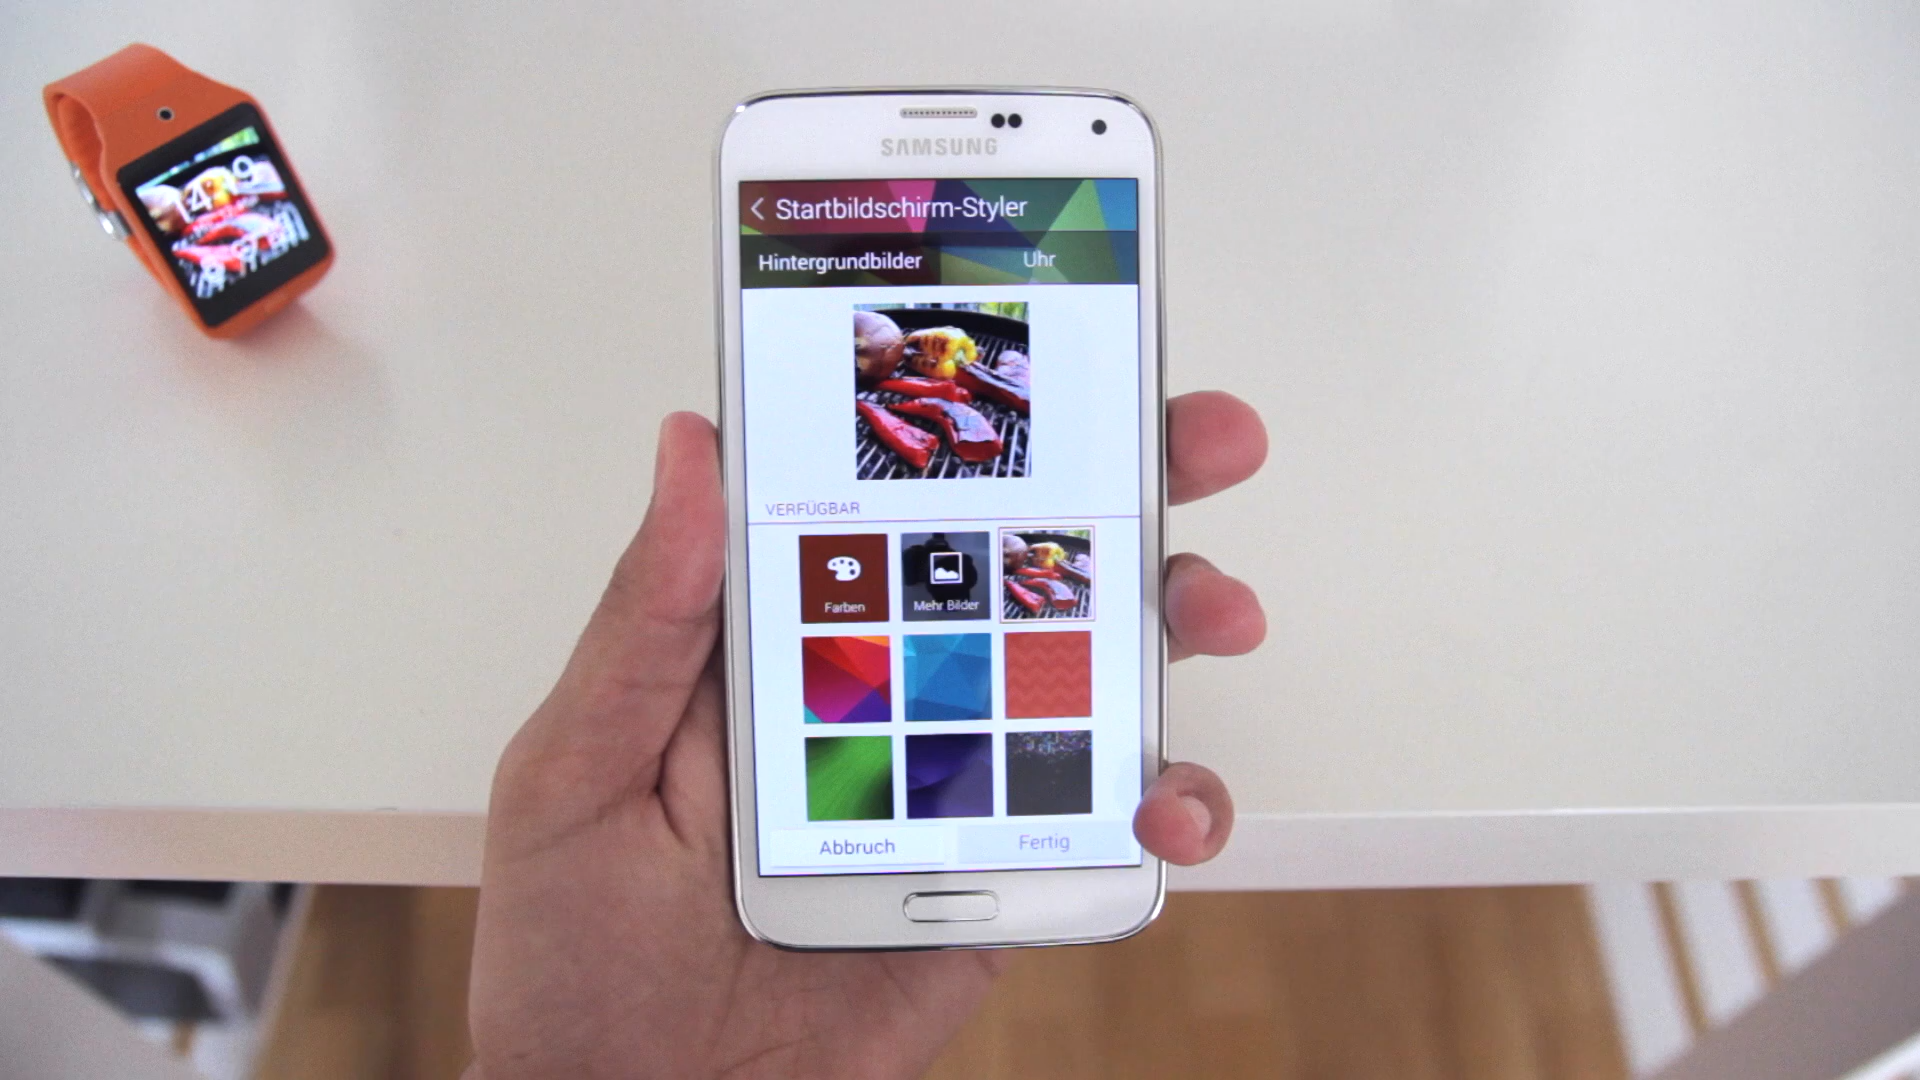 SAMSUNG
Startbildschirm-Styler
Hintergrundbilder
Uhr
VERFÜGBAR
Farben
Mehr Bilder
Abbruch
Fertig